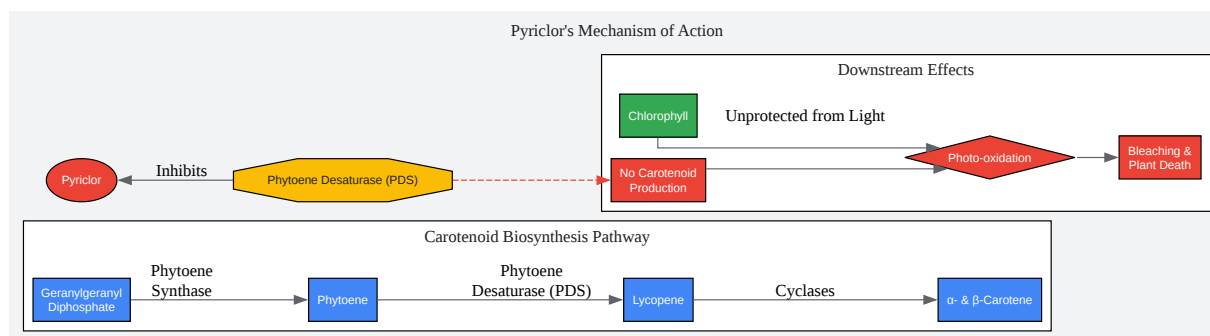 Pyriclor's Mechanism of Action
Downstream Effects
Chlorophyll
Unprotected from Light
Photo-oxidation
Bleaching &
Plant Death
No Carotenoid
Production
Pyriclor
Inhibits
Phytoene Desaturase (PDS)
Carotenoid Biosynthesis Pathway
Geranylgeranyl
Diphosphate
Phytoene
Synthase
Phytoene
Phytoene
Desaturase (PDS)
Lycopene
Cyclases
α- & β-Carotene